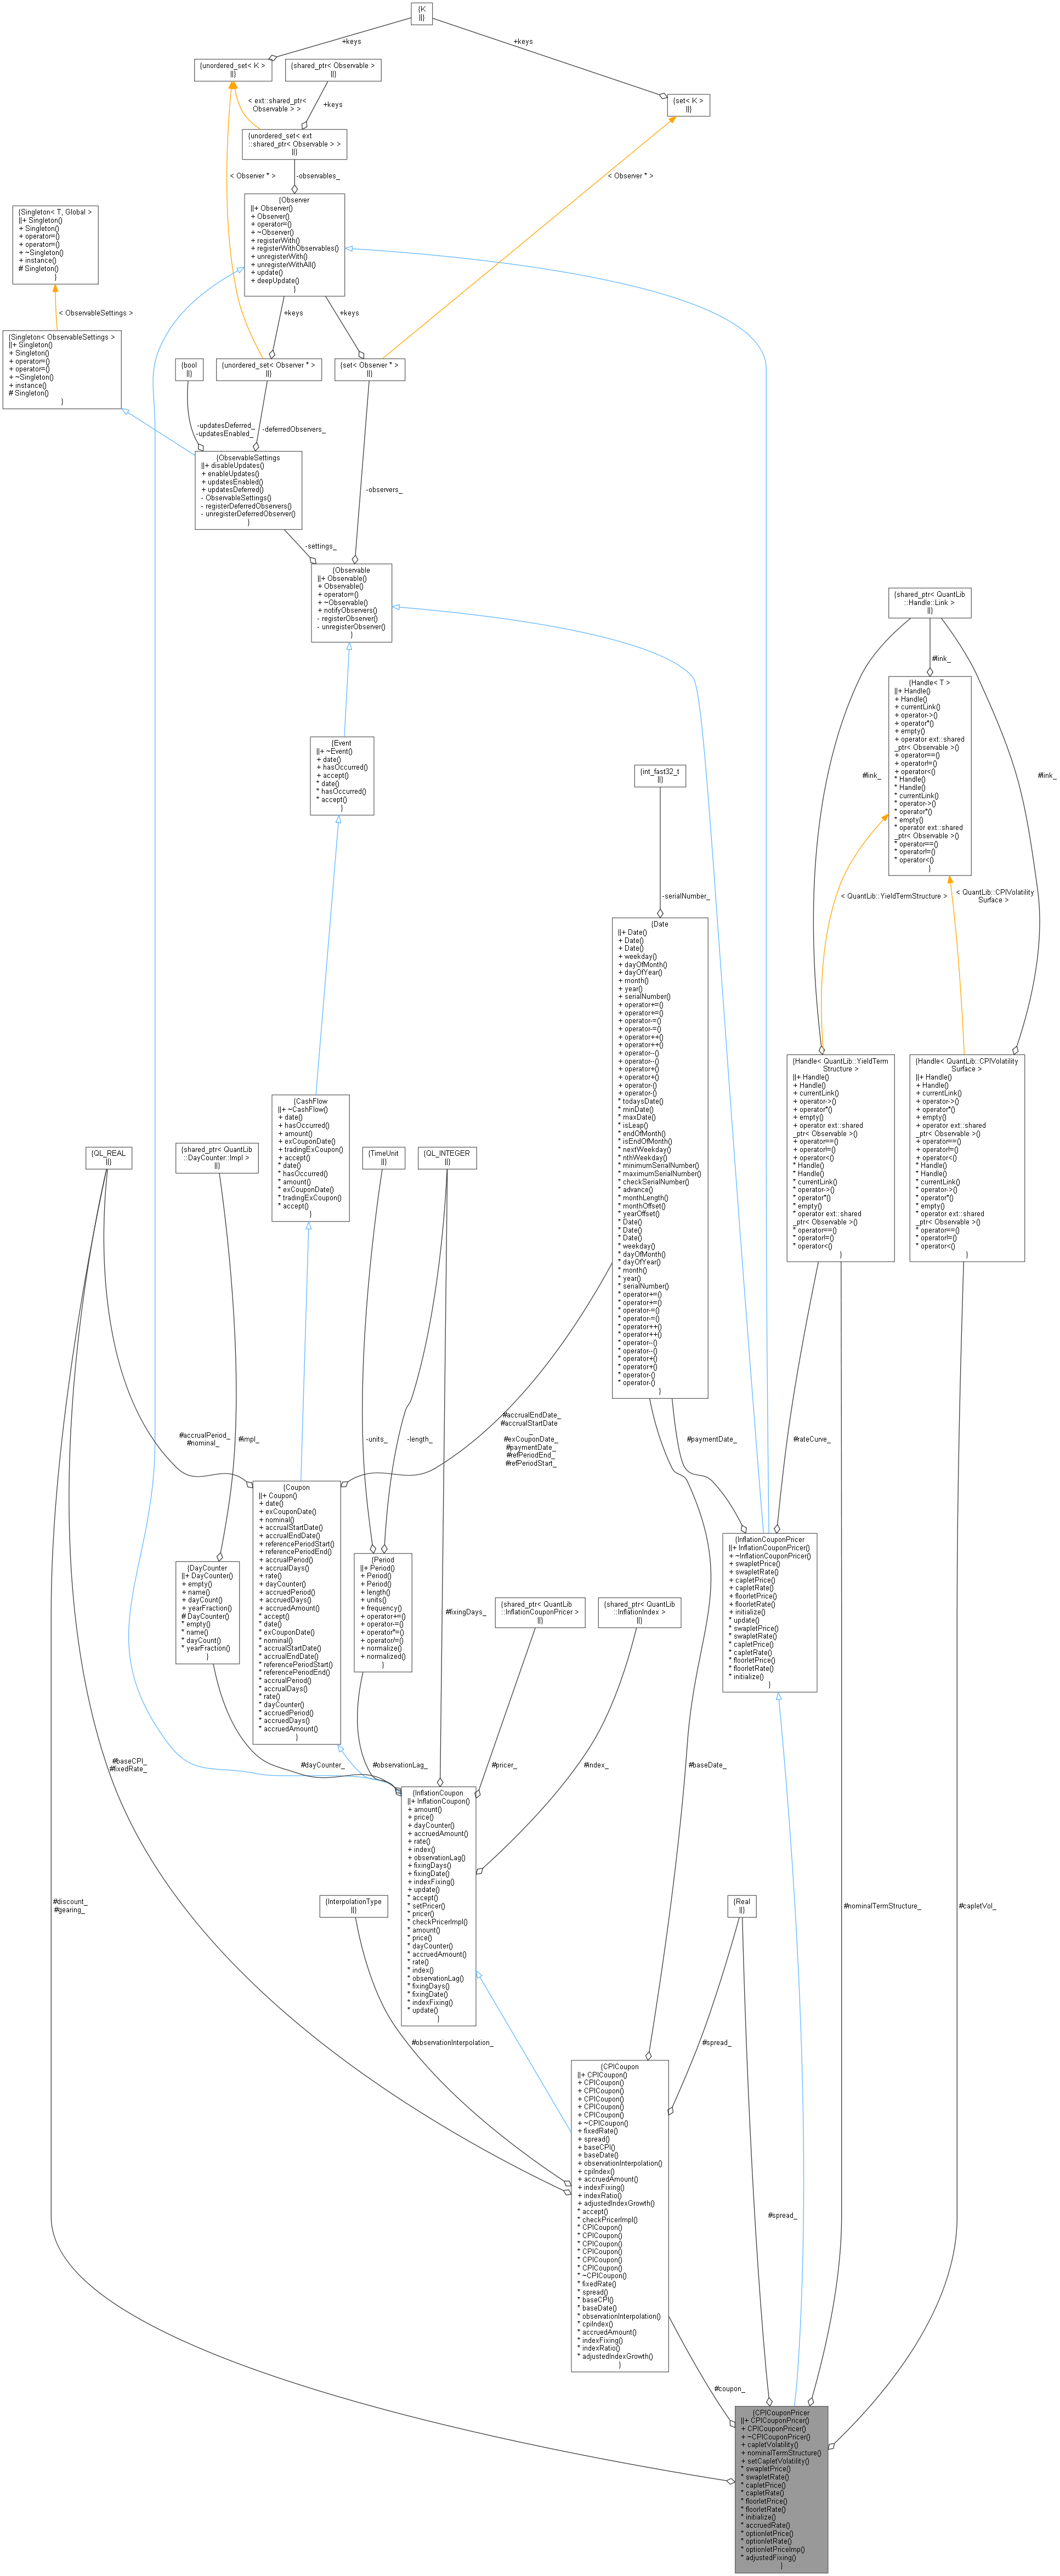 {K
||}
+keys
+keys
{unordered_set< K >
||}
{shared_ptr< Observable >
||}
{set< K >
||}
< ext::shared_ptr<
Observable > >
+keys
{unordered_set< ext
::shared_ptr< Observable > >
||}
< Observer * >
-observables_
< Observer * >
{Observer
||+ Observer()
+ Observer()
+ operator=()
+ ~Observer()
+ registerWith()
+ registerWithObservables()
+ unregisterWith()
+ unregisterWithAll()
+ update()
+ deepUpdate()
}
{Singleton< T, Global >
||+ Singleton()
+ Singleton()
+ operator=()
+ operator=()
+ ~Singleton()
+ instance()
# Singleton()
}
< ObservableSettings >
+keys
+keys
{Singleton< ObservableSettings >
||+ Singleton()
+ Singleton()
+ operator=()
+ operator=()
+ ~Singleton()
+ instance()
# Singleton()
}
{bool
||}
{unordered_set< Observer * >
||}
{set< Observer * >
||}
-updatesDeferred_
-updatesEnabled_
-deferredObservers_
{ObservableSettings
||+ disableUpdates()
+ enableUpdates()
+ updatesEnabled()
+ updatesDeferred()
- ObservableSettings()
- registerDeferredObservers()
- unregisterDeferredObserver()
}
-observers_
-settings_
{Observable
||+ Observable()
+ Observable()
+ operator=()
+ ~Observable()
+ notifyObservers()
- registerObserver()
- unregisterObserver()
}
{shared_ptr< QuantLib
::Handle::Link >
||}
#link_
{Handle< T >
||+ Handle()
+ Handle()
+ currentLink()
+ operator->()
+ operator*()
+ empty()
+ operator ext::shared
_ptr< Observable >()
+ operator==()
+ operator!=()
+ operator<()
* Handle()
* Handle()
* currentLink()
* operator->()
* operator*()
* empty()
* operator ext::shared
_ptr< Observable >()
* operator==()
* operator!=()
* operator<()
}
#link_
#link_
{Event
||+ ~Event()
+ date()
+ hasOccurred()
+ accept()
* date()
* hasOccurred()
* accept()
}
{int_fast32_t
||}
-serialNumber_
< QuantLib::YieldTermStructure >
< QuantLib::CPIVolatility
Surface >
{Date
||+ Date()
+ Date()
+ Date()
+ weekday()
+ dayOfMonth()
+ dayOfYear()
+ month()
+ year()
+ serialNumber()
+ operator+=()
+ operator+=()
+ operator-=()
+ operator-=()
+ operator++()
+ operator++()
+ operator--()
+ operator--()
+ operator+()
+ operator+()
+ operator-()
+ operator-()
* todaysDate()
* minDate()
* maxDate()
* isLeap()
* endOfMonth()
* isEndOfMonth()
* nextWeekday()
* nthWeekday()
* minimumSerialNumber()
* maximumSerialNumber()
* checkSerialNumber()
* advance()
* monthLength()
* monthOffset()
* yearOffset()
* Date()
* Date()
* Date()
* weekday()
* dayOfMonth()
* dayOfYear()
* month()
* year()
* serialNumber()
* operator+=()
* operator+=()
* operator-=()
* operator-=()
* operator++()
* operator++()
* operator--()
* operator--()
* operator+()
* operator+()
* operator-()
* operator-()
}
{Handle< QuantLib::YieldTerm
Structure >
||+ Handle()
+ Handle()
+ currentLink()
+ operator->()
+ operator*()
+ empty()
+ operator ext::shared
_ptr< Observable >()
+ operator==()
+ operator!=()
+ operator<()
* Handle()
* Handle()
* currentLink()
* operator->()
* operator*()
* empty()
* operator ext::shared
_ptr< Observable >()
* operator==()
* operator!=()
* operator<()
}
{Handle< QuantLib::CPIVolatility
Surface >
||+ Handle()
+ Handle()
+ currentLink()
+ operator->()
+ operator*()
+ empty()
+ operator ext::shared
_ptr< Observable >()
+ operator==()
+ operator!=()
+ operator<()
* Handle()
* Handle()
* currentLink()
* operator->()
* operator*()
* empty()
* operator ext::shared
_ptr< Observable >()
* operator==()
* operator!=()
* operator<()
}
{CashFlow
||+ ~CashFlow()
+ date()
+ hasOccurred()
+ amount()
+ exCouponDate()
+ tradingExCoupon()
+ accept()
* date()
* hasOccurred()
* amount()
* exCouponDate()
* tradingExCoupon()
* accept()
}
{QL_REAL
||}
{shared_ptr< QuantLib
::DayCounter::Impl >
||}
{TimeUnit
||}
{QL_INTEGER
||}
#accrualPeriod_
#nominal_
#impl_
-units_
-length_
#accrualEndDate_
#accrualStartDate
_
#exCouponDate_
#paymentDate_
#refPeriodEnd_
#refPeriodStart_
#paymentDate_
#rateCurve_
{Coupon
||+ Coupon()
+ date()
+ exCouponDate()
+ nominal()
+ accrualStartDate()
+ accrualEndDate()
+ referencePeriodStart()
+ referencePeriodEnd()
+ accrualPeriod()
+ accrualDays()
+ rate()
+ dayCounter()
+ accruedPeriod()
+ accruedDays()
+ accruedAmount()
* accept()
* date()
* exCouponDate()
* nominal()
* accrualStartDate()
* accrualEndDate()
* referencePeriodStart()
* referencePeriodEnd()
* accrualPeriod()
* accrualDays()
* rate()
* dayCounter()
* accruedPeriod()
* accruedDays()
* accruedAmount()
}
{DayCounter
||+ DayCounter()
+ empty()
+ name()
+ dayCount()
+ yearFraction()
# DayCounter()
* empty()
* name()
* dayCount()
* yearFraction()
}
{Period
||+ Period()
+ Period()
+ Period()
+ length()
+ units()
+ frequency()
+ operator+=()
+ operator-=()
+ operator*=()
+ operator/=()
+ normalize()
+ normalized()
}
#fixingDays_
{shared_ptr< QuantLib
::InflationCouponPricer >
||}
{shared_ptr< QuantLib
::InflationIndex >
||}
{InflationCouponPricer
||+ InflationCouponPricer()
+ ~InflationCouponPricer()
+ swapletPrice()
+ swapletRate()
+ capletPrice()
+ capletRate()
+ floorletPrice()
+ floorletRate()
+ initialize()
* update()
* swapletPrice()
* swapletRate()
* capletPrice()
* capletRate()
* floorletPrice()
* floorletRate()
* initialize()
}
#baseCPI_
#fixedRate_
#dayCounter_
#observationLag_
#pricer_
#index_
#baseDate_
{InflationCoupon
||+ InflationCoupon()
+ amount()
+ price()
+ dayCounter()
+ accruedAmount()
+ rate()
+ index()
+ observationLag()
+ fixingDays()
+ fixingDate()
+ indexFixing()
+ update()
* accept()
* setPricer()
* pricer()
* checkPricerImpl()
* amount()
* price()
* dayCounter()
* accruedAmount()
* rate()
* index()
* observationLag()
* fixingDays()
* fixingDate()
* indexFixing()
* update()
}
{InterpolationType
||}
{Real
||}
#discount_
#gearing_
#nominalTermStructure_
#capletVol_
#observationInterpolation_
#spread_
{CPICoupon
||+ CPICoupon()
+ CPICoupon()
+ CPICoupon()
+ CPICoupon()
+ CPICoupon()
+ CPICoupon()
+ ~CPICoupon()
+ fixedRate()
+ spread()
+ baseCPI()
+ baseDate()
+ observationInterpolation()
+ cpiIndex()
+ accruedAmount()
+ indexFixing()
+ indexRatio()
+ adjustedIndexGrowth()
* accept()
* checkPricerImpl()
* CPICoupon()
* CPICoupon()
* CPICoupon()
* CPICoupon()
* CPICoupon()
* CPICoupon()
* ~CPICoupon()
* fixedRate()
* spread()
* baseCPI()
* baseDate()
* observationInterpolation()
* cpiIndex()
* accruedAmount()
* indexFixing()
* indexRatio()
* adjustedIndexGrowth()
}
#spread_
#coupon_
{CPICouponPricer
||+ CPICouponPricer()
+ CPICouponPricer()
+ ~CPICouponPricer()
+ capletVolatility()
+ nominalTermStructure()
+ setCapletVolatility()
* swapletPrice()
* swapletRate()
* capletPrice()
* capletRate()
* floorletPrice()
* floorletRate()
* initialize()
* accruedRate()
* optionletPrice()
* optionletRate()
* optionletPriceImp()
* adjustedFixing()
}